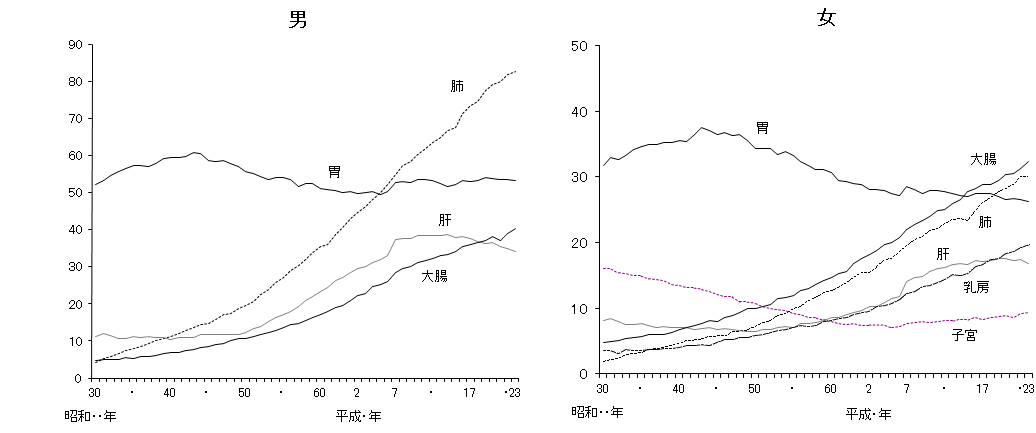 男
90
80
70
60
50
40
30
20
10
0
肺
胃
肝
大腸
30 40 ・ 50 ・ 60 2 7 ・ 17 ・23
昭和・・年 平成・年
女
50
40
30
20
10
0
胃
大腸
肺
肝
乳房
子宮
30 ・ 40 ・ 50 ・ 60 2 7 ・ 17 ・23
昭和・・年 平成・年